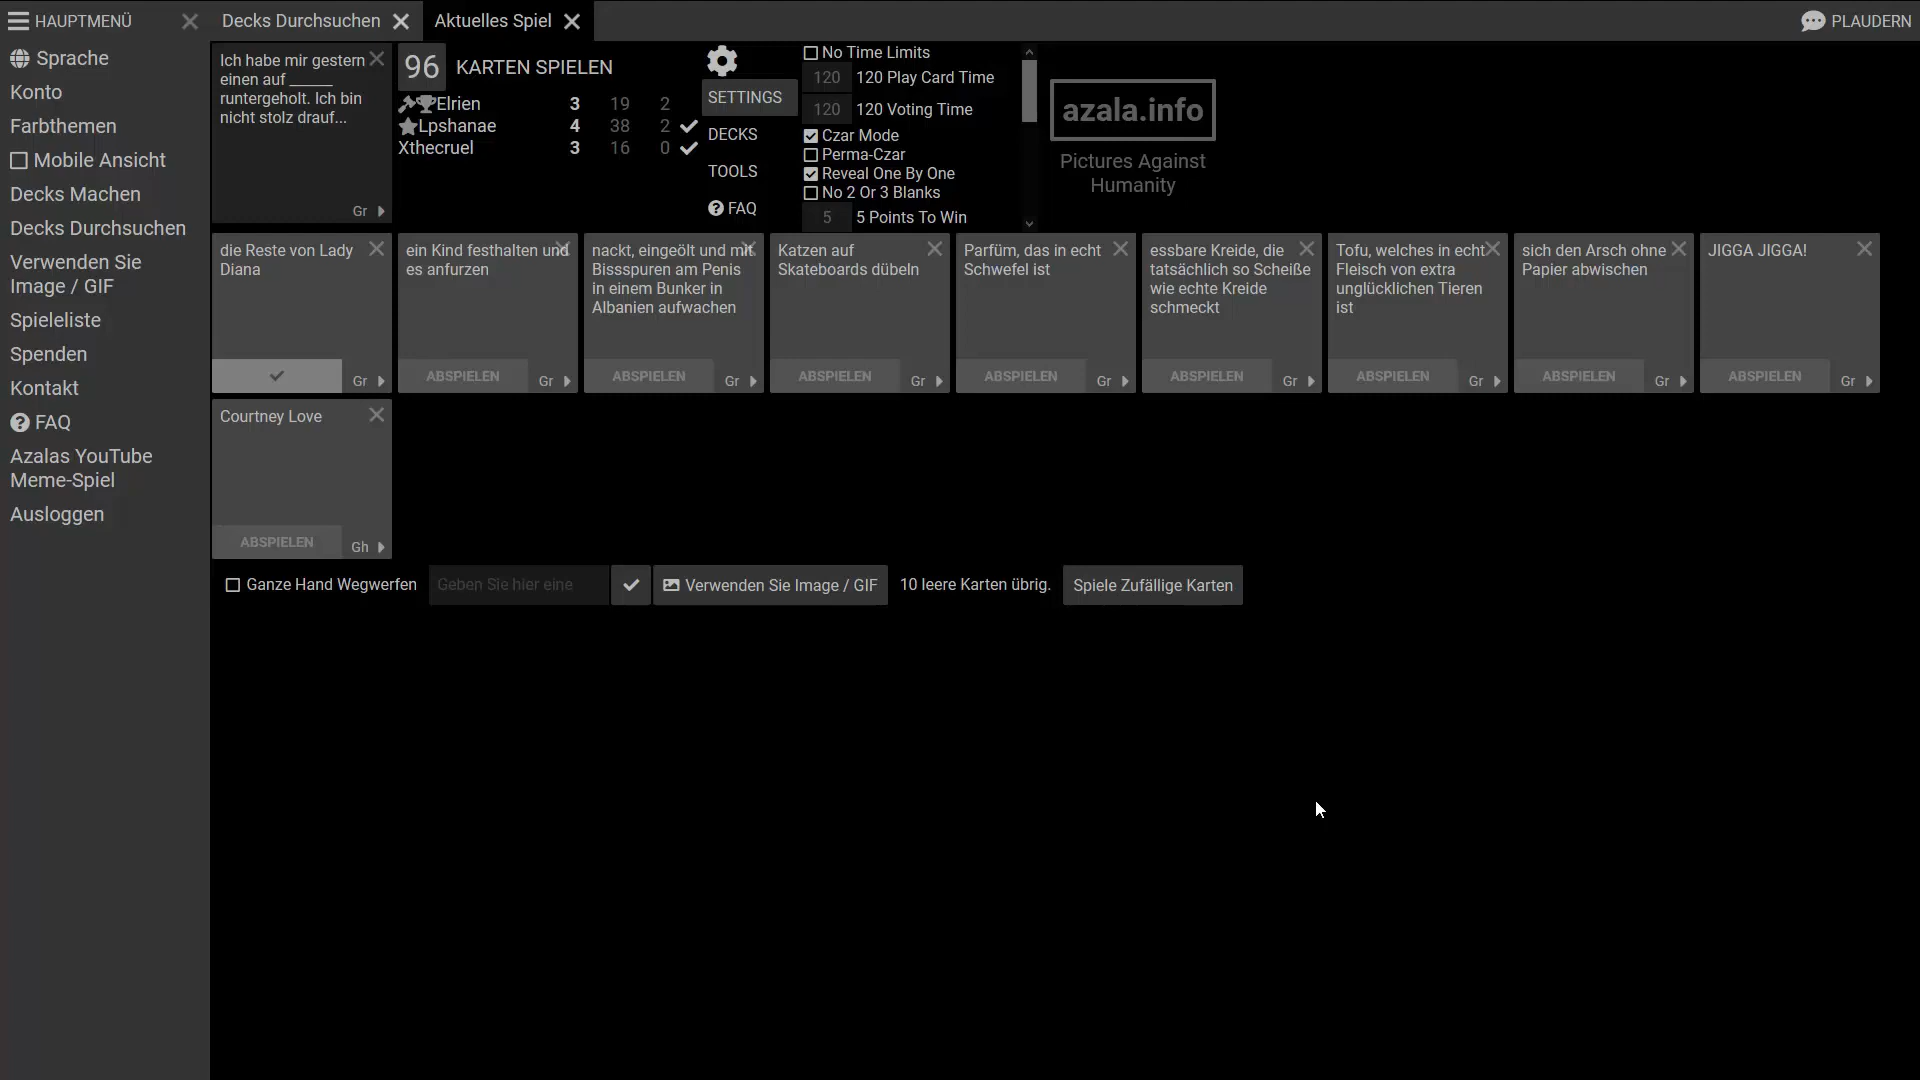 HAUPTMENÜ
Decks Durchsuchen
Aktuelles Spiel
PLAUDERN
Sprache
Konto
Farbthemen
Mobile Ansicht
Decks Machen
Decks Durchsuchen
Verwenden Sie
Image / GIF
Spieleliste
Spenden
Kontakt
FAQ
Azalas YouTube
Meme-Spiel
Ausloggen
Ich habe mir gestern
einen auf _____
runtergeholt. Ich bin
nicht stolz drauf...
Gr
96 KARTEN SPIELEN
Elrien 3 19 2
Lpshanae 4 38 2
Xthecruel 3 16 0
SETTINGS
DECKS
TOOLS
FAQ
No Time Limits
120 120 Play Card Time
120 120 Voting Time
Czar Mode
Perma-Czar
Reveal One By One
No 2 Or 3 Blanks
5 5 Points To Win
azala.info
Pictures Against
Humanity
die Reste von Lady
Diana
Gr
ein Kind festhalten und
es anfurzen
ABSPIELEN Gr
nackt, eingeölt und mit
Bissspuren am Penis
in einem Bunker in
Albanien aufwachen
ABSPIELEN Gr
Katzen auf
Skateboards dübeln
ABSPIELEN Gr
Parfüm, das in echt
Schwefel ist
ABSPIELEN Gr
essbare Kreide, die
tatsächlich so Scheiße
wie echte Kreide
schmeckt
ABSPIELEN Gr
Tofu, welches in echt
Fleisch von extra
unglücklichen Tieren
ist
ABSPIELEN Gr
sich den Arsch ohne
Papier abwischen
ABSPIELEN Gr
JIGGA JIGGA!
ABSPIELEN Gr
Courtney Love
ABSPIELEN Gh
Ganze Hand Wegwerfen
Geben Sie hier eine
Verwenden Sie Image / GIF
10 leere Karten übrig.
Spiele Zufällige Karten